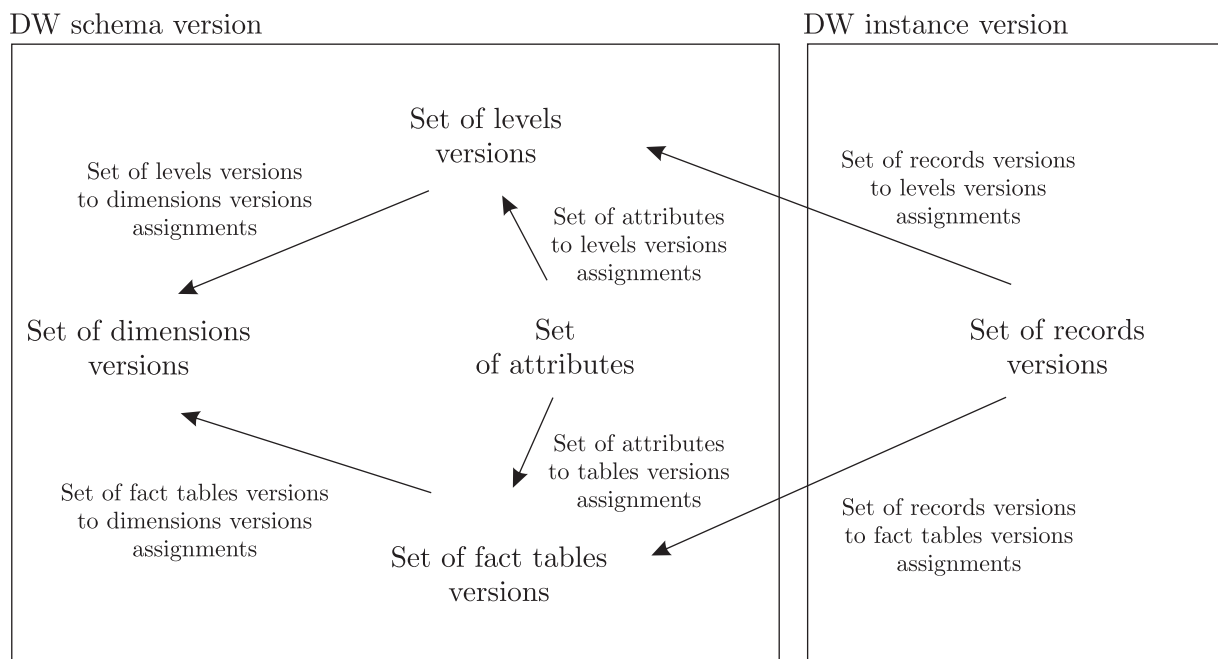 DW schema version
DW instance version
Set of levels
versions
Set of levels versions
to dimensions versions
assignments
Set of attributes
to levels versions
assignments
Set of records versions
to levels versions
assignments
Set of dimensions
versions
Set
of attributes
Set of records
versions
Set of attributes
to tables versions
assignments
Set of fact tables versions
to dimensions versions
assignments
Set of records versions
to fact tables versions
assignments
Set of fact tables
versions